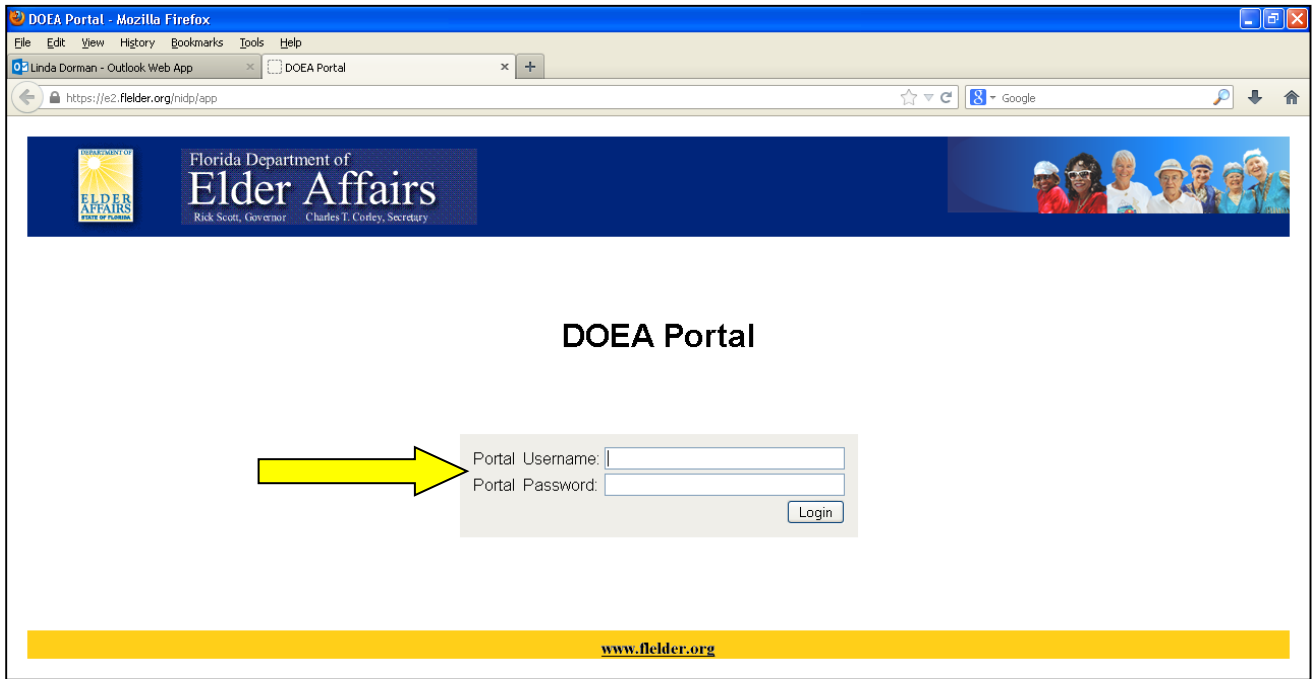 DOEA Portal - Mozilla Firefox
File Edit View History Bookmarks Tools Help
Linda Dorman - Outlook Web App × DOEA Portal × +
https://e2.flelder.org/nidp/app Google
DEPARTMENT OF
ELDER
AFFAIRS
STATE OF FLORIDA
Florida Department of
Elder Affairs
Rick Scott, Governor Charles T. Corley, Secretary
DOEA Portal
Portal Username:
Portal Password:
Login
www.flelder.org